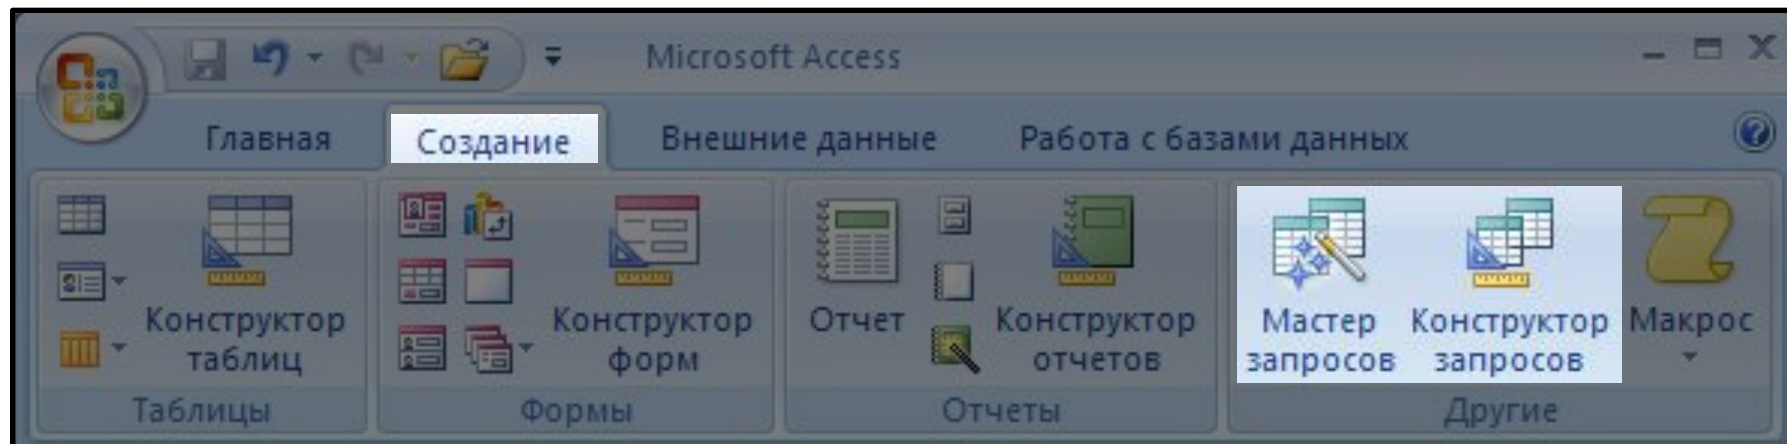 Microsoft Access
Главная Создание Внешние данные Работа с базами данных
Конструктор таблиц
Конструктор форм
Отчет
Конструктор отчетов
Мастер запросов
Конструктор запросов
Макрос
Таблицы Формы Отчеты Другие